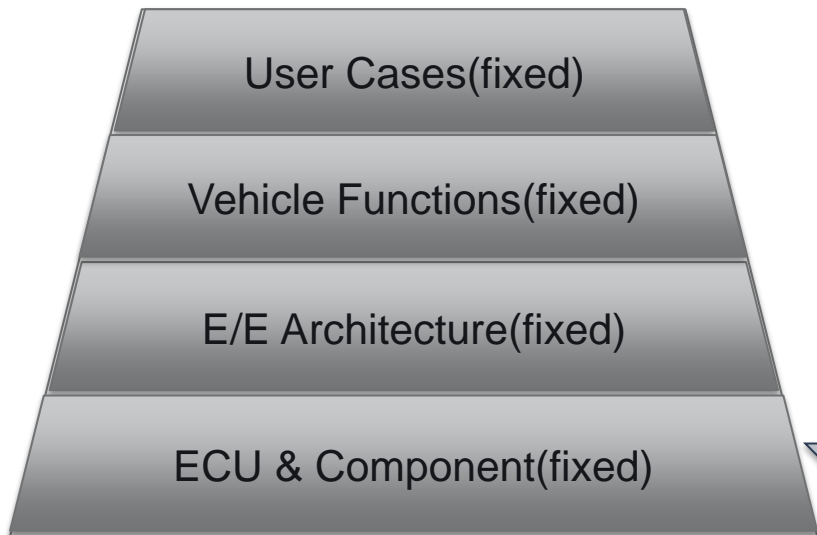 User Cases(fixed)
Vehicle Functions(fixed)
E/E Architecture(fixed)
ECU & Component(fixed)